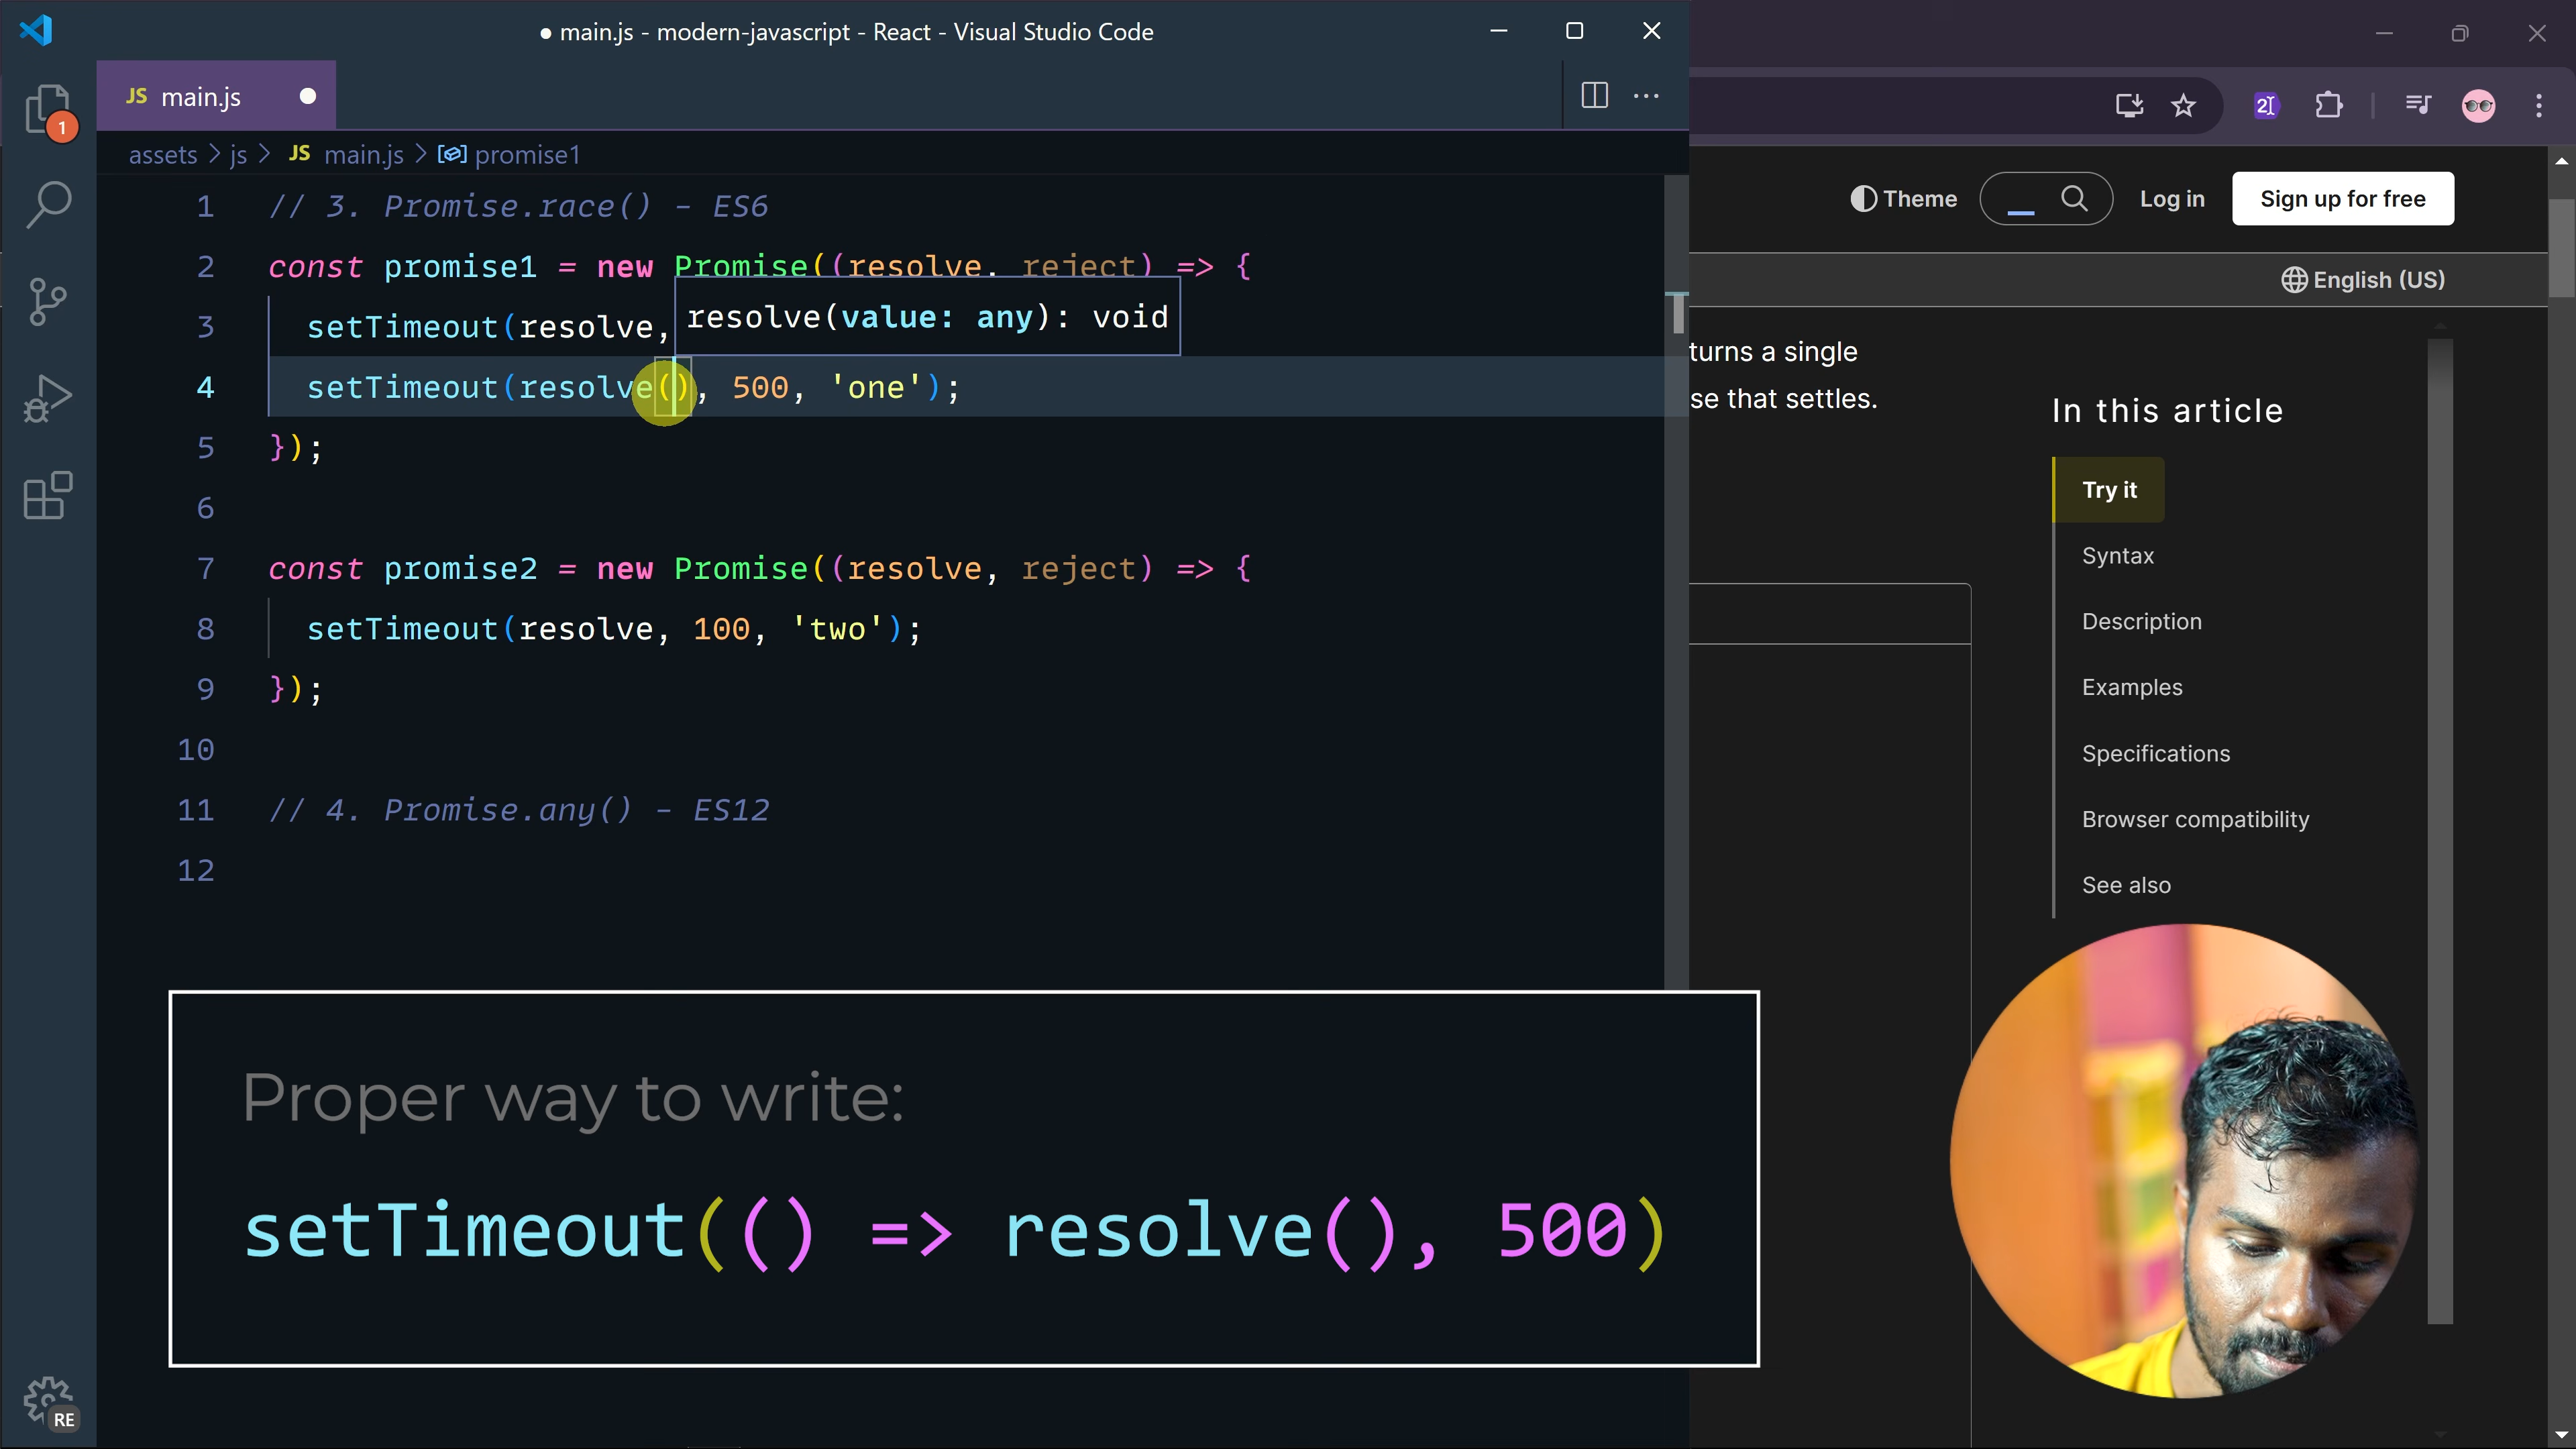 ● main.js - modern-javascript - React - Visual Studio Code
JS main.js
1
assets > js > JS main.js > promise1
1 // 3. Promise.race() - ES6
2 const promise1 = new Promise((resolve, reject) => {
resolve(value: any): void
3 setTimeout(resolve,
4 setTimeout(resolve(), 500, 'one');
5 });
6
7 const promise2 = new Promise((resolve, reject) => {
8 setTimeout(resolve, 100, 'two');
9 });
10
11 // 4. Promise.any() - ES12
12
Proper way to write:
setTimeout(() => resolve(), 500)
RE
Theme
Log in
Sign up for free
English (US)
turns a single
se that settles.
In this article
Try it
Syntax
Description
Examples
Specifications
Browser compatibility
See also